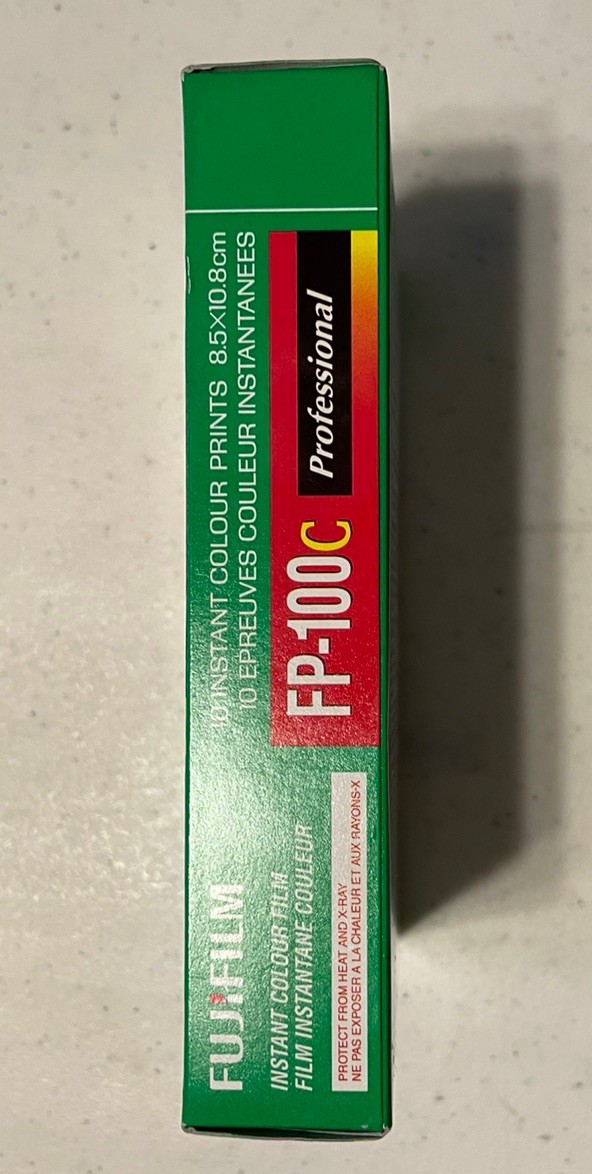 FUJIFILM
INSTANT COLOUR FILM
FILM INSTANTANE COULEUR
PROTECT FROM HEAT AND X-RAY
NE PAS EXPOSER A LA CHALEUR ET AUX RAYONS-X
10 INSTANT COLOUR PRINTS 8.5×10.8cm
10 EPREUVES COULEUR INSTANTANEES
FP-100C Professional